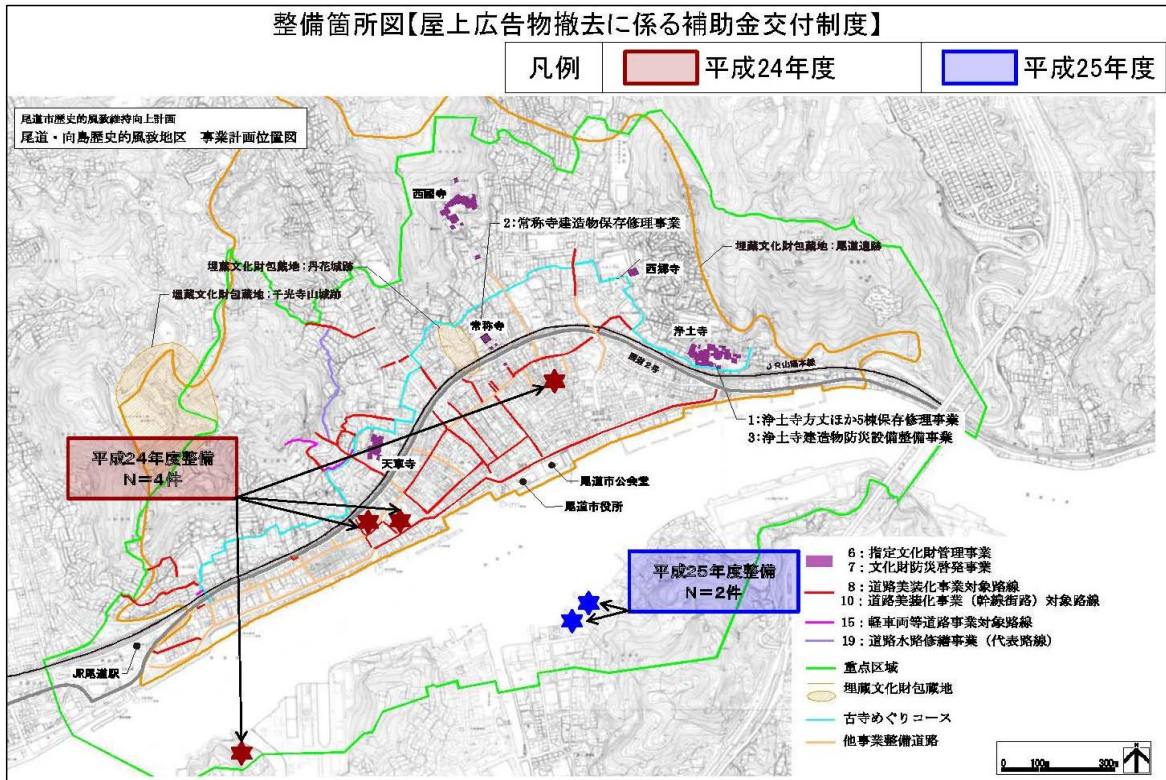 整備箇所図【屋上広告物撤去に係る補助金交付制度】
凡例
平成24年度
平成25年度
尾道市歴史的風致維持向上計画
尾道・向島歴史的風致地区 事業計画位置図
西國寺
2:常称寺建造物保存修理事業
埋蔵文化財包蔵地:尾道遺跡
埋蔵文化財包蔵地:丹花城跡
西郷寺
埋蔵文化財包蔵地:千光寺山城跡
常称寺
浄土寺
国道2号
JR山陽本線
1:浄土寺方丈ほか5棟保存修理事業
3:浄土寺建造物防災設備整備事業
平成24年度整備
N=4件
天寧寺
尾道市公会堂
尾道市役所
平成25年度整備
N=2件
JR尾道駅
6:指定文化財管理事業
7:文化財防災啓発事業
8:道路美装化事業対象路線
10:道路美装化事業(幹線街路)対象路線
15:軽車両等道路事業対象路線
19:道路水路修繕事業(代表路線)
重点区域
埋蔵文化財包蔵地
古寺めぐりコース
他事業整備道路
0 100m 300m